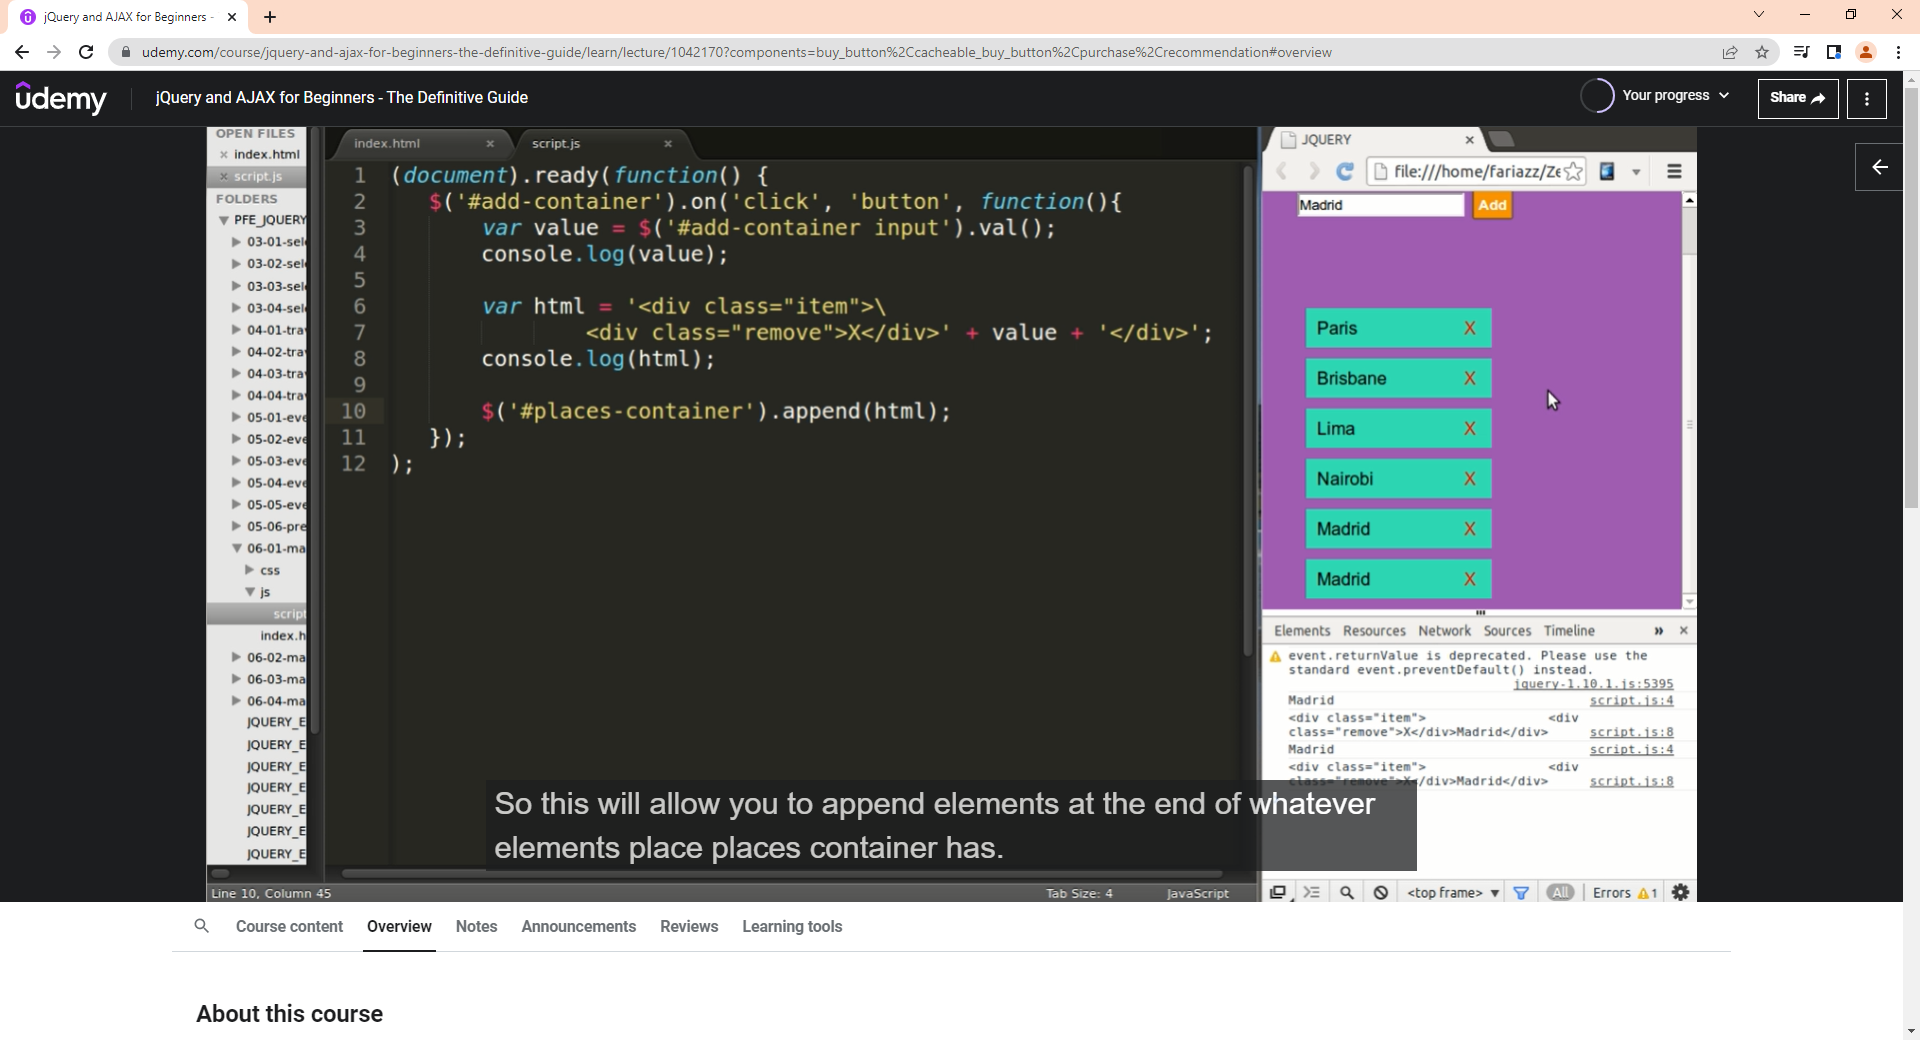 jQuery and AJAX for Beginners -
udemy.com/course/jquery-and-ajax-for-beginners-the-definitive-guide/learn/lecture/1042170?components=buy_button%2Ccacheable_buy_button%2Cpurchase%2Crecommendation#overview
udemy
jQuery and AJAX for Beginners - The Definitive Guide
Your progress
Share
OPEN FILES
index.html
script.js
FOLDERS
PFE_JQUERY
03-01-sel
03-02-sel
03-03-sel
03-04-sel
04-01-tra
04-02-tra
04-03-tra
04-04-tra
05-01-eve
05-02-eve
05-03-eve
05-04-eve
05-05-eve
05-06-pre
06-01-ma
css
js
script
index.h
06-02-ma
06-03-ma
06-04-ma
JQUERY_E
JQUERY_E
JQUERY_E
JQUERY_E
JQUERY_E
JQUERY_E
JQUERY_E
index.html
script.js
1 (document).ready(function() {
2 $('#add-container').on('click', 'button', function(){
3 var value = $('#add-container input').val();
4 console.log(value);
5
6 var html = '<div class="item">\
7 <div class="remove">X</div>' + value + '</div>';
8 console.log(html);
9
10 $('#places-container').append(html);
11 });
12 );
Line 10, Column 45
Tab Size: 4
JavaScript
JQUERY
file:///home/fariazz/Ze
Madrid
Add
Paris X
Brisbane X
Lima X
Nairobi X
Madrid X
Madrid X
Elements Resources Network Sources Timeline »
event.returnValue is deprecated. Please use the
standard event.preventDefault() instead.
jquery-1.10.1.js:5395
Madrid script.js:4
<div class="item"> <div
class="remove">X</div>Madrid</div> script.js:8
Madrid script.js:4
<div class="item"> <div
class="remove">X</div>Madrid</div> script.js:8
<top frame>
All
Errors
1
So this will allow you to append elements at the end of whatever
elements place places container has.
Course content
Overview
Notes
Announcements
Reviews
Learning tools
About this course